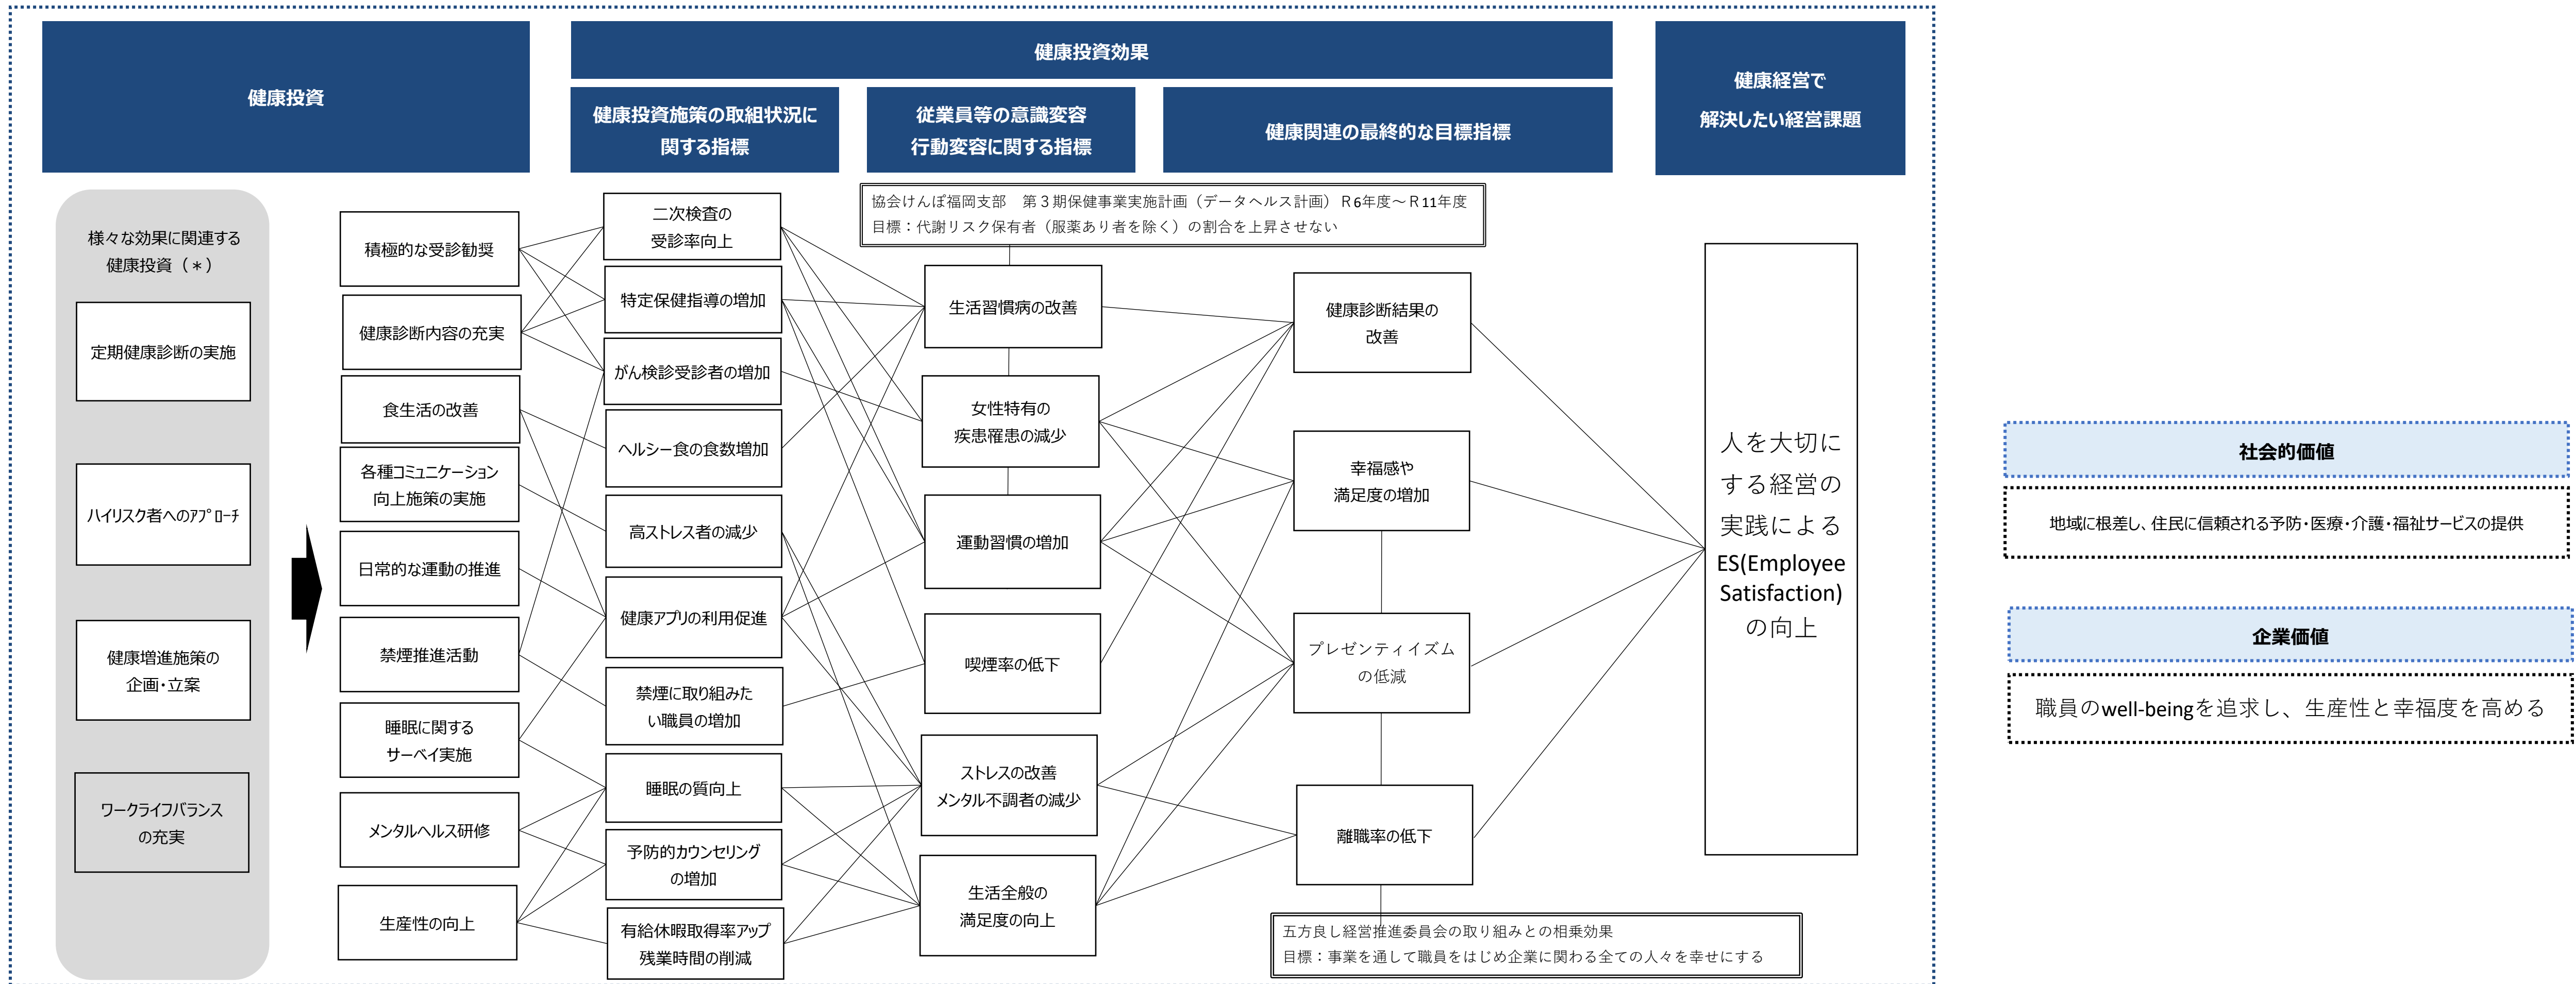 健康投資
健康投資効果
健康経営で
解決したい経営課題
健康投資施策の取組状況に
関する指標
従業員等の意識変容
行動変容に関する指標
健康関連の最終的な目標指標
様々な効果に関連する
健康投資（＊）
定期健康診断の実施
ハイリスク者へのｱﾌﾟﾛｰﾁ
健康増進施策の
企画・立案
ワークライフバランス
の充実
積極的な受診勧奨
健康診断内容の充実
食生活の改善
各種コミュニケーション
向上施策の実施
日常的な運動の推進
禁煙推進活動
睡眠に関する
サーベイ実施
メンタルヘルス研修
生産性の向上
二次検査の
受診率向上
特定保健指導の増加
がん検診受診者の増加
ヘルシー食の食数増加
高ストレス者の減少
健康アプリの利用促進
禁煙に取り組みた
い職員の増加
睡眠の質向上
予防的カウンセリング
の増加
有給休暇取得率アップ
残業時間の削減
協会けんぽ福岡支部　第３期保健事業実施計画（データヘルス計画）Ｒ6年度～Ｒ11年度
目標：代謝リスク保有者（服薬あり者を除く）の割合を上昇させない
生活習慣病の改善
女性特有の
疾患罹患の減少
運動習慣の増加
喫煙率の低下
ストレスの改善
メンタル不調者の減少
生活全般の
満足度の向上
健康診断結果の
改善
幸福感や
満足度の増加
プレゼンティイズム
の低減
離職率の低下
五方良し経営推進委員会の取り組みとの相乗効果
目標：事業を通して職員をはじめ企業に関わる全ての人々を幸せにする
人を大切に
する経営の
実践による
ES(Employee
Satisfaction)
の向上
社会的価値
地域に根差し、住民に信頼される予防・医療・介護・福祉サービスの提供
企業価値
職員のwell-beingを追求し、生産性と幸福度を高める